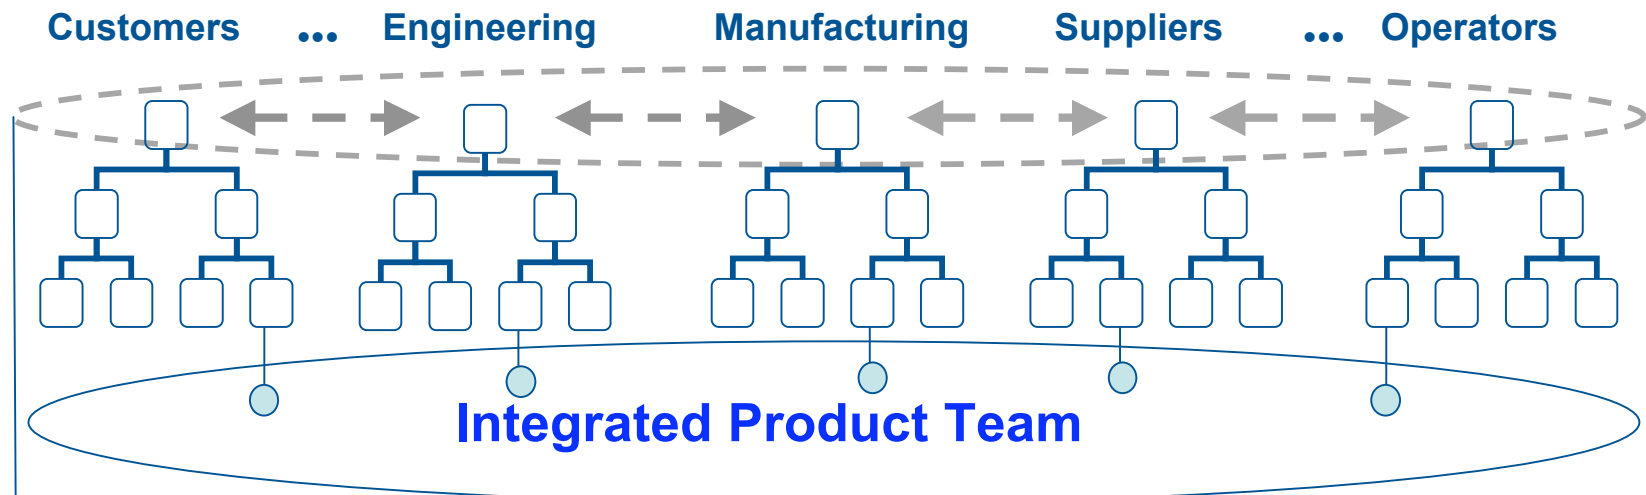 Customers ... Engineering Manufacturing Suppliers ... Operators
Integrated Product Team